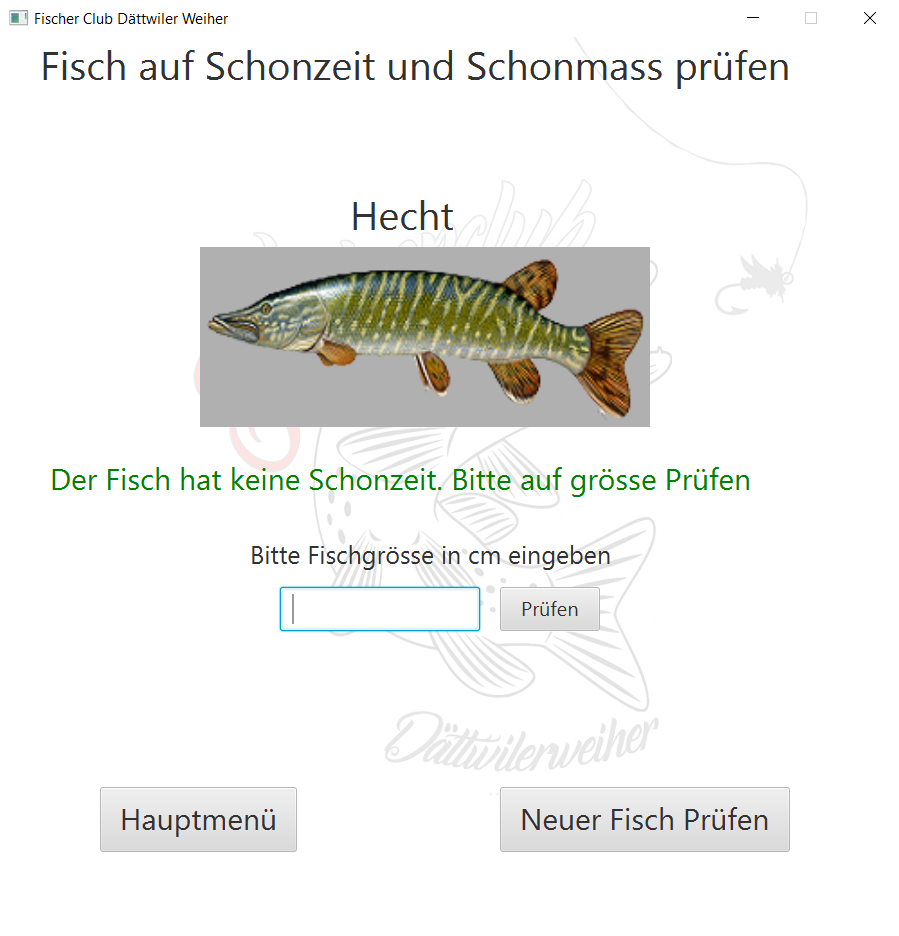 Fischer Club Dättwiler Weiher
Fisch auf Schonzeit und Schonmass prüfen
Hecht
Der Fisch hat keine Schonzeit. Bitte auf grösse Prüfen
Bitte Fischgrösse in cm eingeben
Prüfen
Dättwilerweiher
Hauptmenü
Neuer Fisch Prüfen